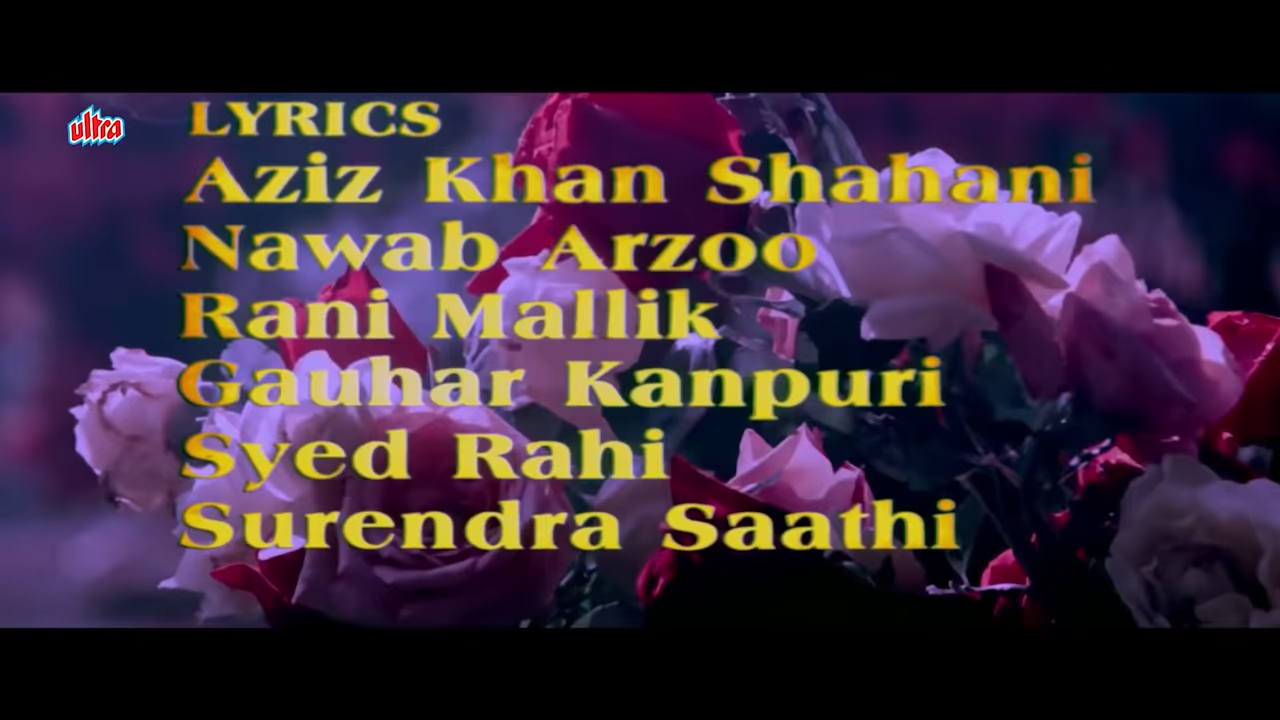 ultra
LYRICS
Aziz Khan Shahani
Nawab Arzoo
Rani Mallik
Gauhar Kanpuri
Syed Rahi
Surendra Saathi